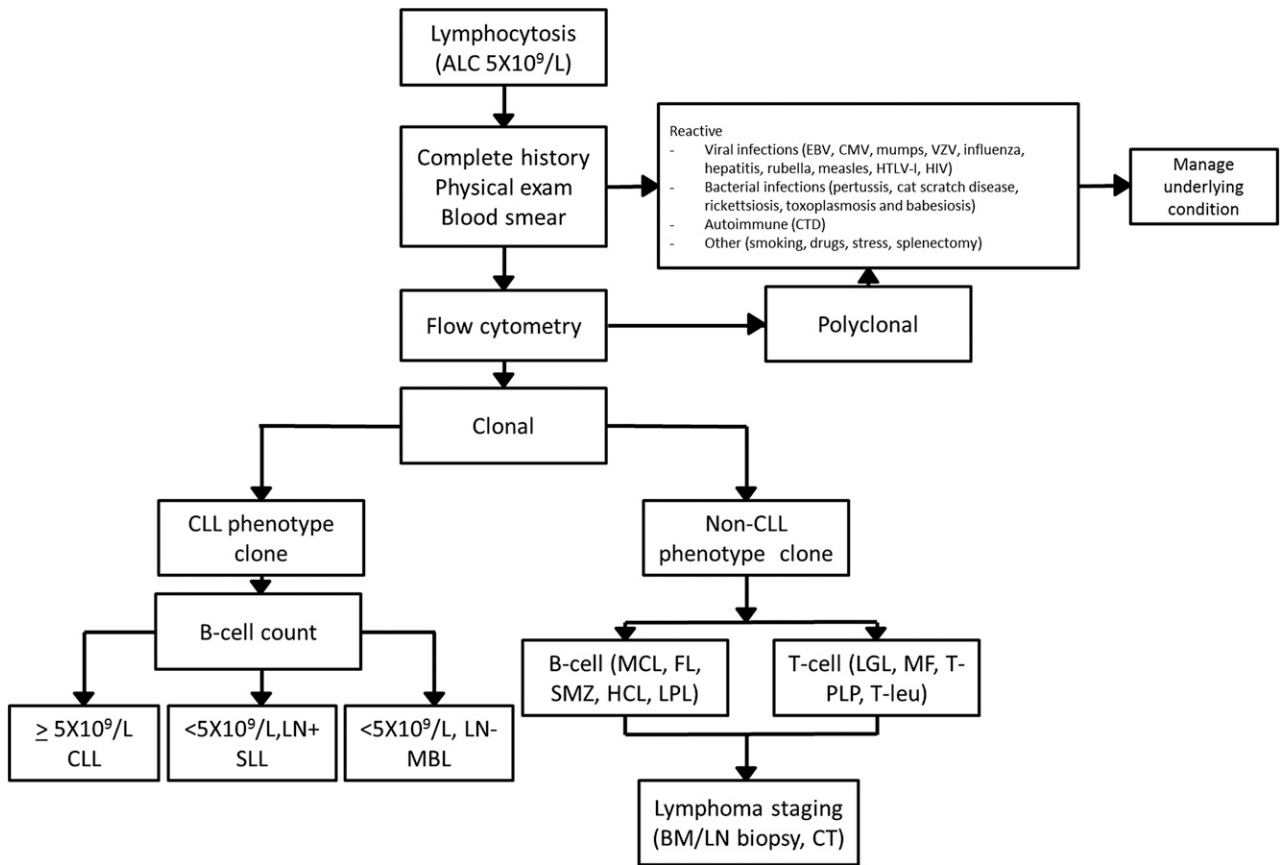 Lymphocytosis
(ALC 5X10⁹/L)
Complete history
Physical exam
Blood smear
Reactive
- Viral infections (EBV, CMV, mumps, VZV, influenza,
hepatitis, rubella, measles, HTLV-I, HIV)
- Bacterial infections (pertussis, cat scratch disease,
rickettsiosis, toxoplasmosis and babesiosis)
- Autoimmune (CTD)
- Other (smoking, drugs, stress, splenectomy)
Manage
underlying
condition
Flow cytometry
Polyclonal
Clonal
CLL phenotype
clone
Non-CLL
phenotype clone
B-cell count
B-cell (MCL, FL,
SMZ, HCL, LPL)
T-cell (LGL, MF, T-
PLP, T-leu)
≥ 5X10⁹/L
CLL
<5X10⁹/L,LN+
SLL
<5X10⁹/L, LN-
MBL
Lymphoma staging
(BM/LN biopsy, CT)